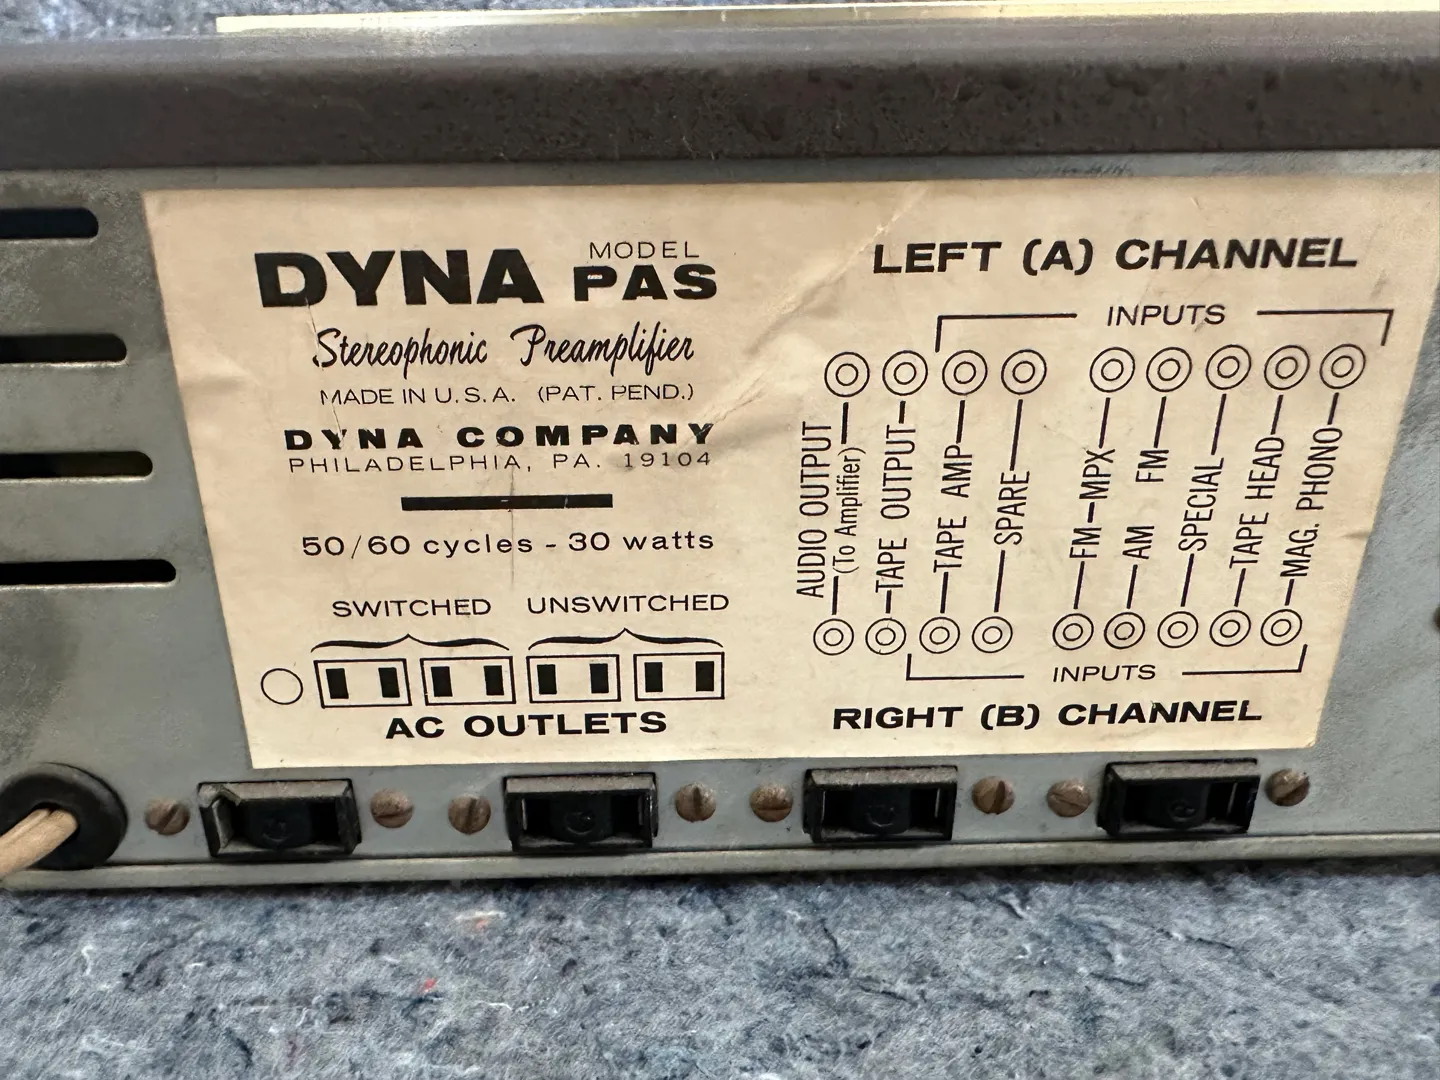 DYNA MODEL PAS
Stereophonic Preamplifier
MADE IN U.S.A. (PAT. PEND.)
DYNA COMPANY
PHILADELPHIA, PA. 19104
50/60 cycles - 30 watts
SWITCHED UNSWITCHED
AC OUTLETS
LEFT (A) CHANNEL
INPUTS
AUDIO OUTPUT
(To Amplifier)
TAPE OUTPUT
TAPE AMP
SPARE
FM-MPX
AM FM
SPECIAL
TAPE HEAD
MAG. PHONO
INPUTS
RIGHT (B) CHANNEL